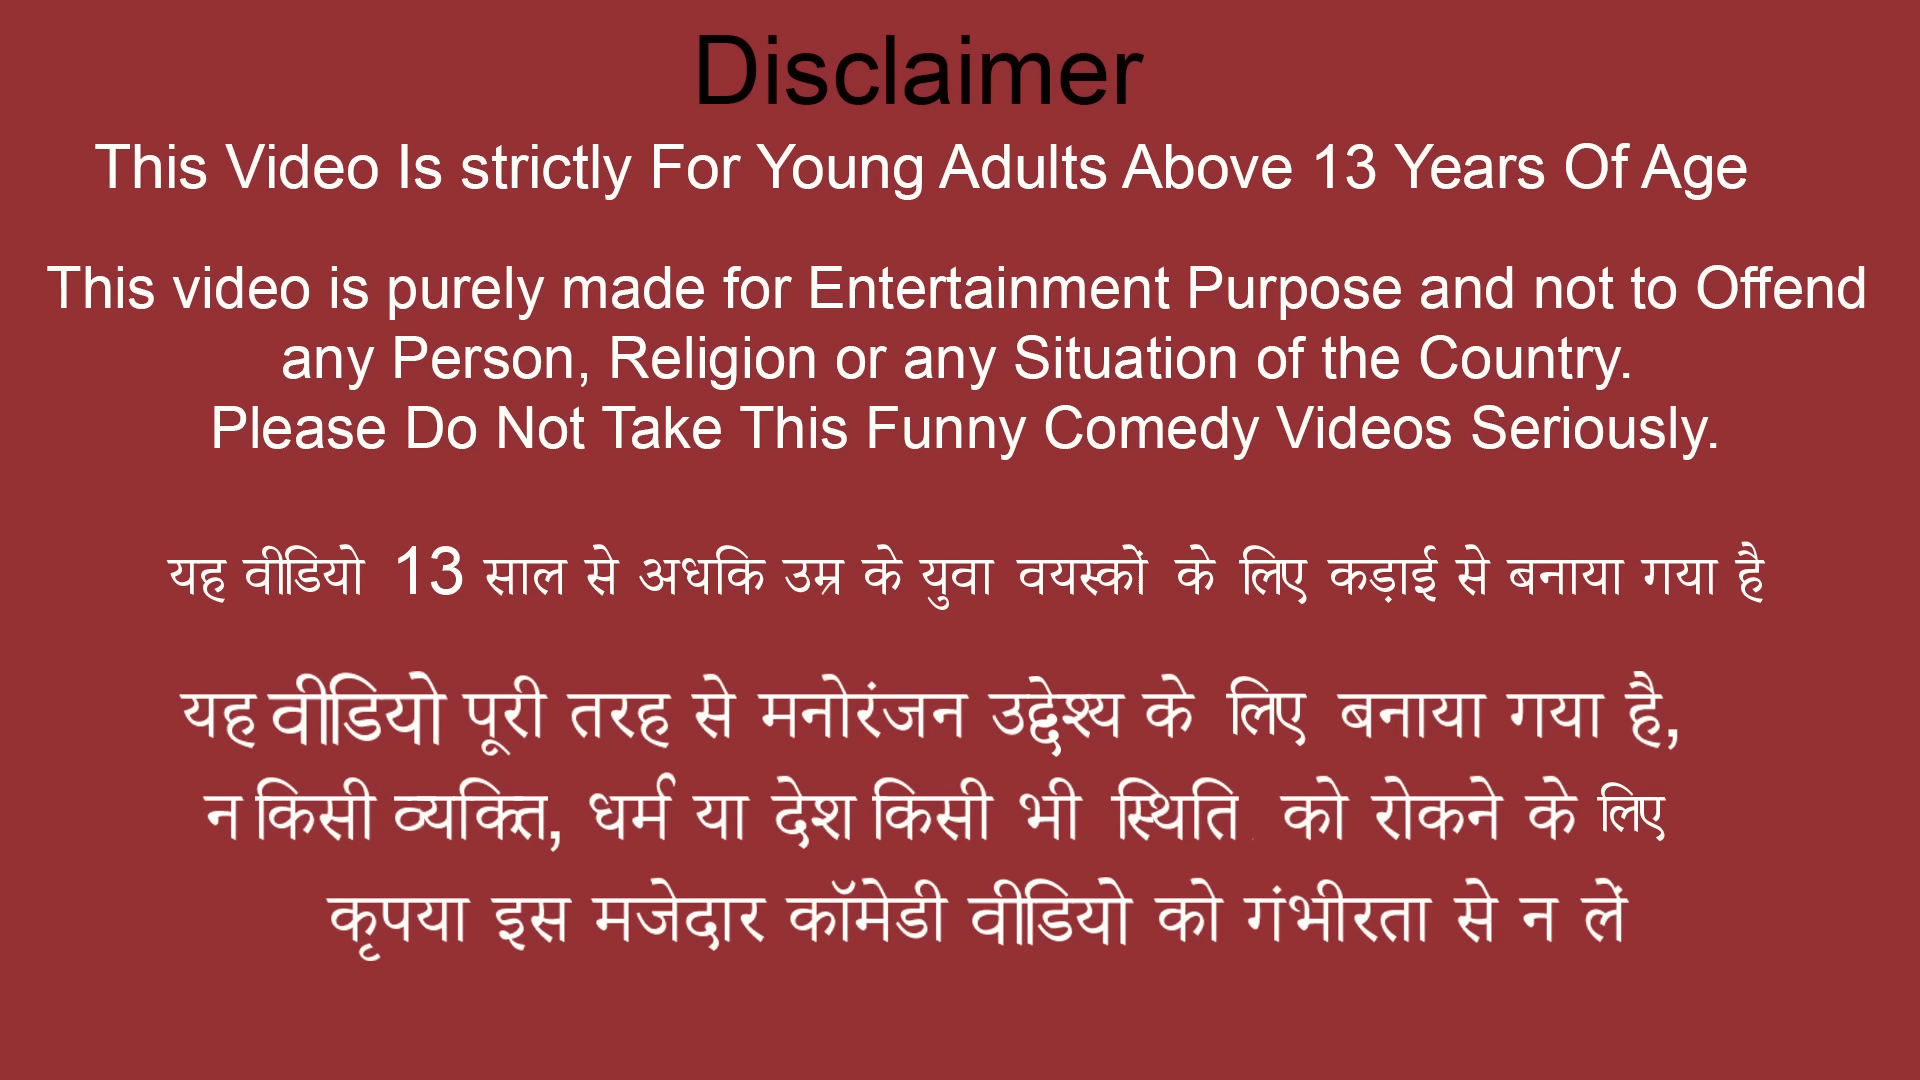 Disclaimer
This Video Is strictly For Young Adults Above 13 Years Of Age
This video is purely made for Entertainment Purpose and not to Offend
any Person, Religion or any Situation of the Country.
Please Do Not Take This Funny Comedy Videos Seriously.
यह वीडियो 13 साल से अधकि उम्र के युवा वयस्कों के लिए कड़ाई से बनाया गया है
यह वीडियो पूरी तरह से मनोरंजन उद्देश्य के लिए बनाया गया है,
न किसी व्यक्ति, धर्म या देश किसी भी स्थिति को रोकने के लिए
कृपया इस मजेदार कॉमेडी वीडियो को गंभीरता से न लें